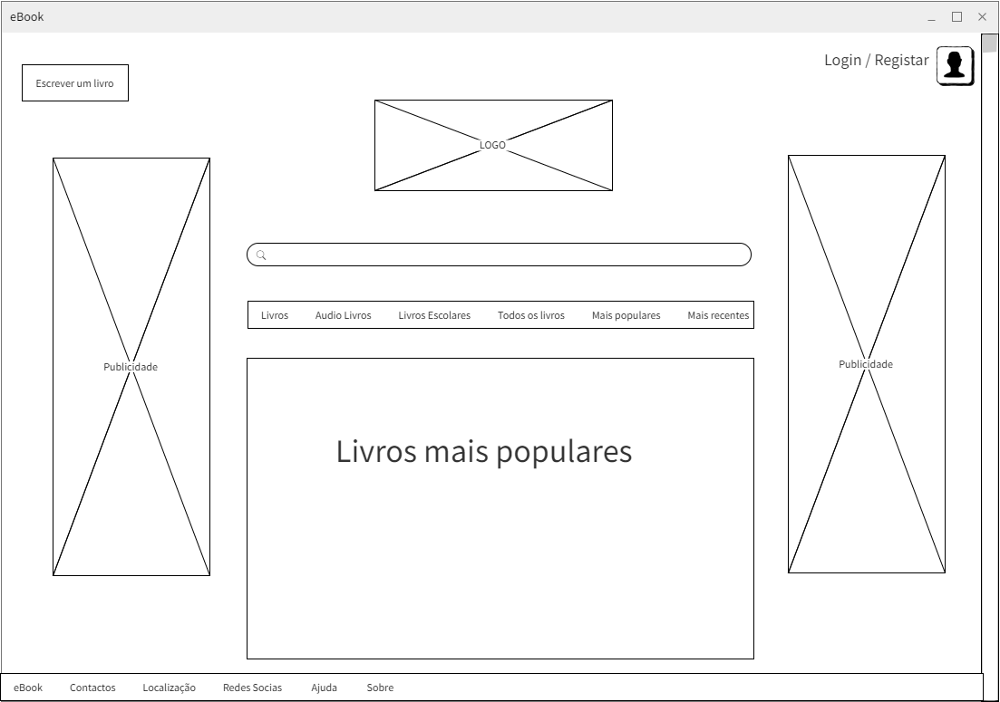 eBook
Login / Registar
Escrever um livro
LOGO
Livros Audio Livros Livros Escolares Todos os livros Mais populares Mais recentes
Publicidade
Publicidade
Livros mais populares
eBook Contactos Localização Redes Socias Ajuda Sobre